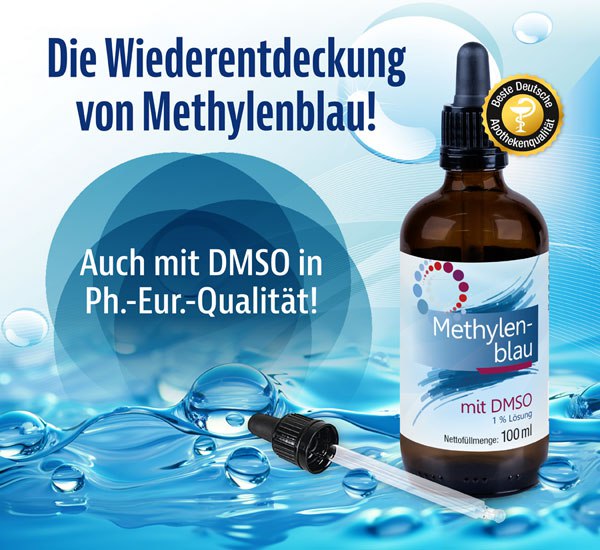 Die Wiederentdeckung
von Methylenblau!
Beste Deutsche
Apothekenqualität
Auch mit DMSO in
Ph.-Eur.-Qualität!
Methylen-
blau
mit DMSO
1 % Lösung
Nettofüllmenge: 100 ml